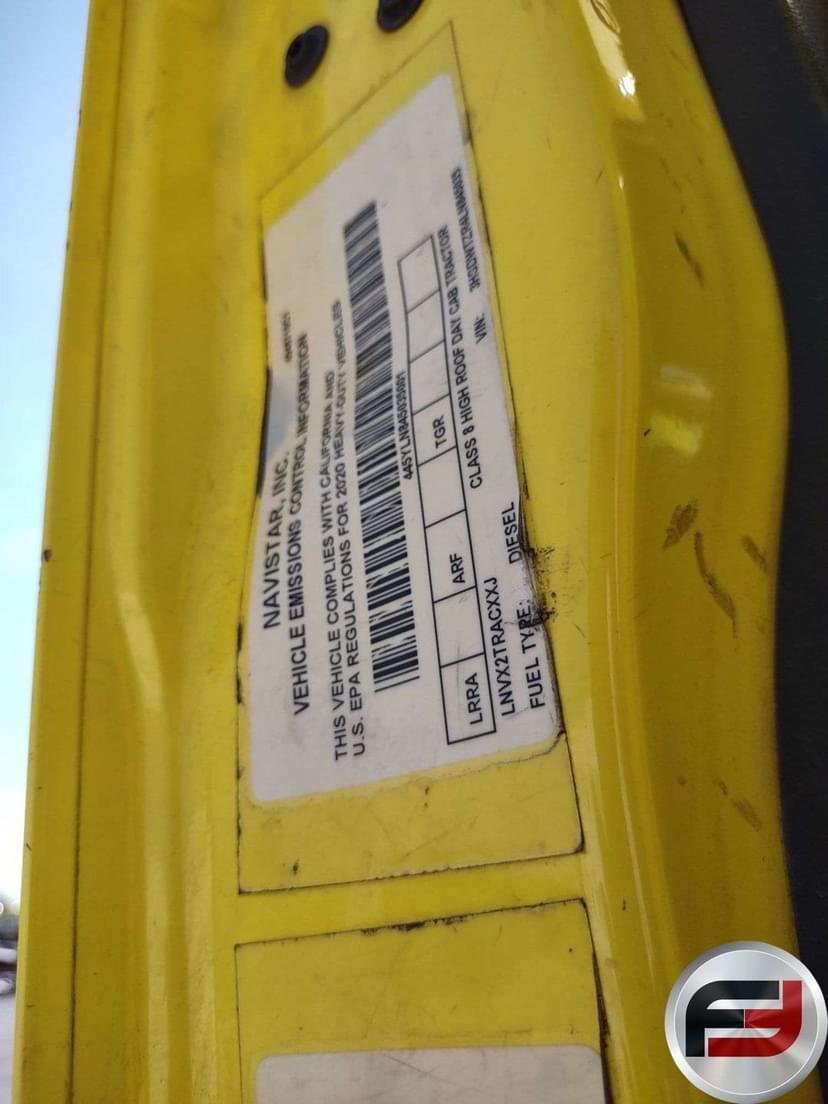 NAVISTAR, INC.
VEHICLE EMISSIONS CONTROL INFORMATION
THIS VEHICLE COMPLIES WITH CALIFORNIA AND
U.S. EPA REGULATIONS FOR 2020 HEAVY-DUTY VEHICLES
445YLN845035001
LRRA ARF TGR
LNVX2TRACXXJ CLASS 8 HIGH ROOF DAY CAB TRACTOR
FUEL TYPE: DIESEL VIN: